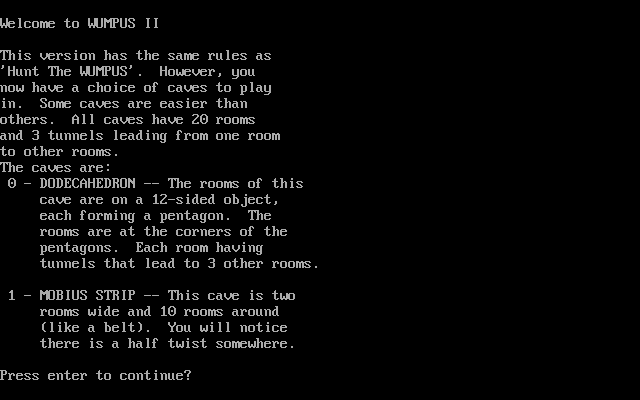 Welcome to WUMPUS II
This version has the same rules as
'Hunt The WUMPUS'.  However, you
now have a choice of caves to play
in.  Some caves are easier than
others.  All caves have 20 rooms
and 3 tunnels leading from one room
to other rooms.
The caves are:
0 - DODECAHEDRON -- The rooms of this
cave are on a 12-sided object,
each forming a pentagon.  The
rooms are at the corners of the
pentagons.  Each room having
tunnels that lead to 3 other rooms.
1 - MOBIUS STRIP -- This cave is two
rooms wide and 10 rooms around
(like a belt).  You will notice
there is a half twist somewhere.
Press enter to continue?